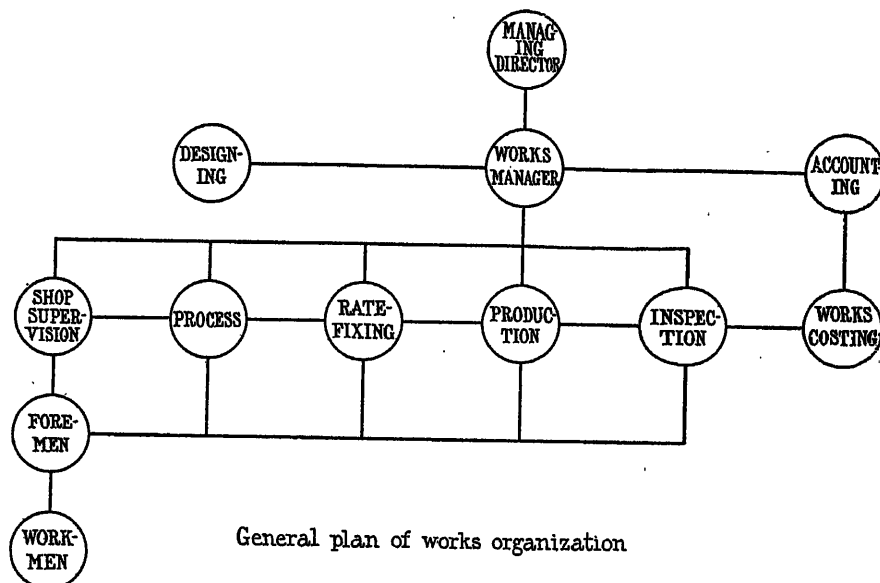 MANAG-
ING
DIRECTOR
DESIGN-
ING
WORKS
MANAGER
ACCOUNT-
ING
SHOP
SUPER-
VISION
PROCESS
RATE-
FIXING
PRODUC-
TION
INSPEC-
TION
WORKS
COSTING
FORE-
MEN
WORK-
MEN
General plan of works organization